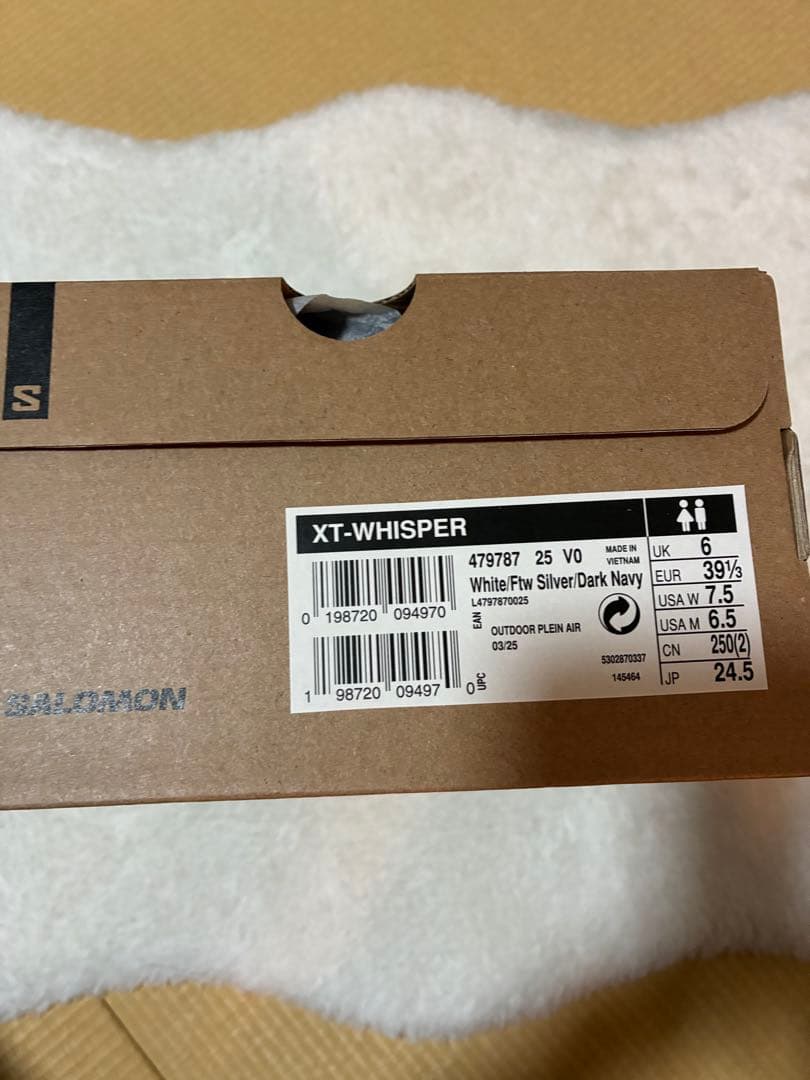 S
XT-WHISPER
479787 25 V0
MADE IN
VIETNAM
White/Ftw Silver/Dark Navy
L4797870025
0 198720 094970
EAN
OUTDOOR PLEIN AIR
03/25
5302870337
145464
1 98720 09497 0
UPC
UK 6
EUR 39⅓
USA W 7.5
USA M 6.5
CN 250(2)
JP 24.5
SALOMON